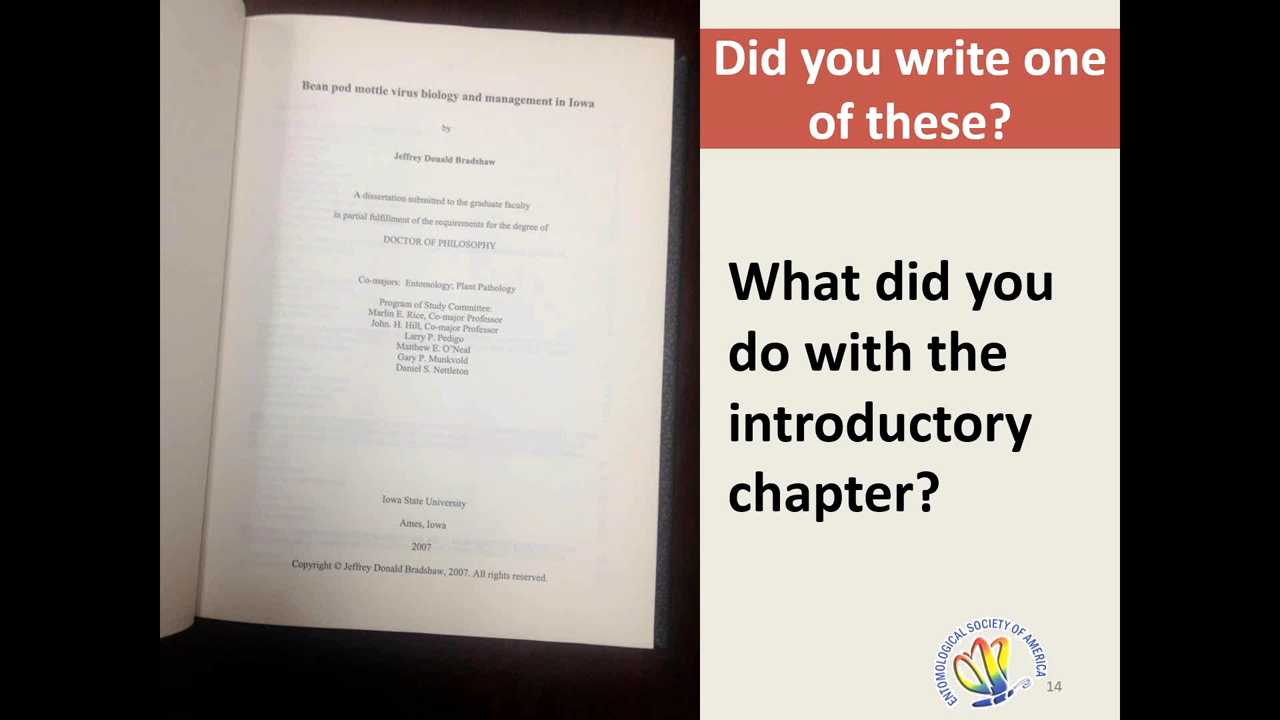 Bean pod mottle virus biology and management in Iowa
by
Jeffrey Donald Bradshaw
A dissertation submitted to the graduate faculty
in partial fulfillment of the requirements for the degree of
DOCTOR OF PHILOSOPHY
Co-majors: Entomology; Plant Pathology
Program of Study Committee:
Marlin E. Rice, Co-major Professor
John. H. Hill, Co-major Professor
Larry P. Pedigo
Matthew E. O'Neal
Gary P. Munkvold
Daniel S. Nettleton
Iowa State University
Ames, Iowa
2007
Copyright © Jeffrey Donald Bradshaw, 2007. All rights reserved.
Did you write one
of these?
What did you
do with the
introductory
chapter?
ENTOMOLOGICAL SOCIETY OF AMERICA
14